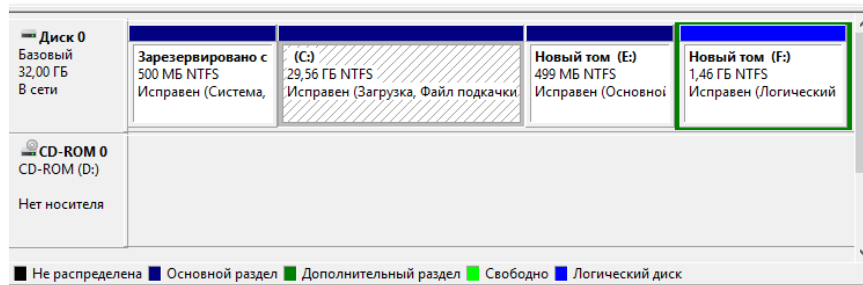 Диск 0
Базовый
32,00 ГБ
В сети
Зарезервировано с
500 МБ NTFS
Исправен (Система,
(C:)
29,56 ГБ NTFS
Исправен (Загрузка, Файл подкачки
Новый том (E:)
499 МБ NTFS
Исправен (Основной
Новый том (F:)
1,46 ГБ NTFS
Исправен (Логический
CD-ROM 0
CD-ROM (D:)
Нет носителя
Не распределена Основной раздел Дополнительный раздел Свободно Логический диск